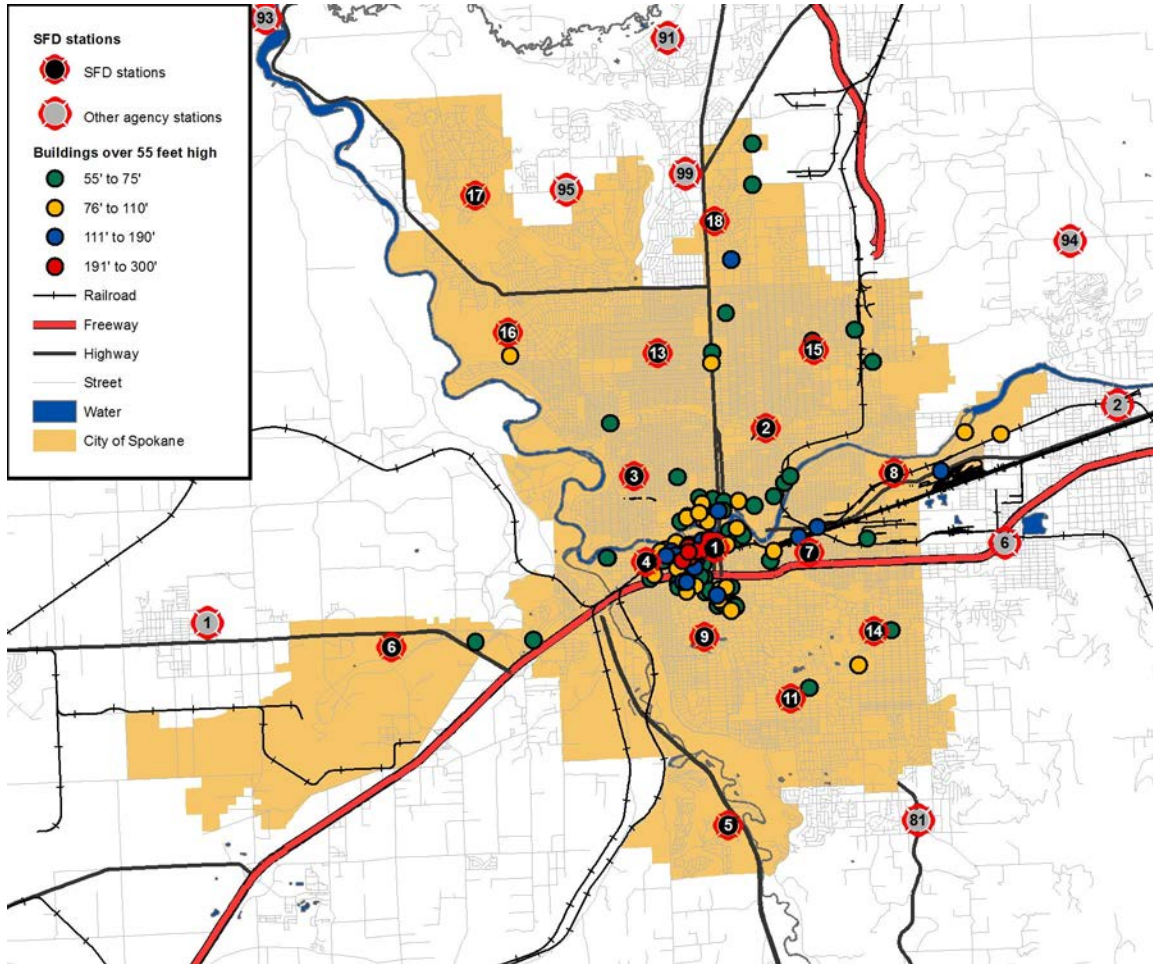 SFD stations
SFD stations
Other agency stations
Buildings over 55 feet high
55' to 75'
76' to 110'
111' to 190'
191' to 300'
Railroad
Freeway
Highway
Street
Water
City of Spokane
93
91
17
95
99
18
94
16
13
15
2
2
3
8
1
4
7
6
1
6
9
14
11
5
81